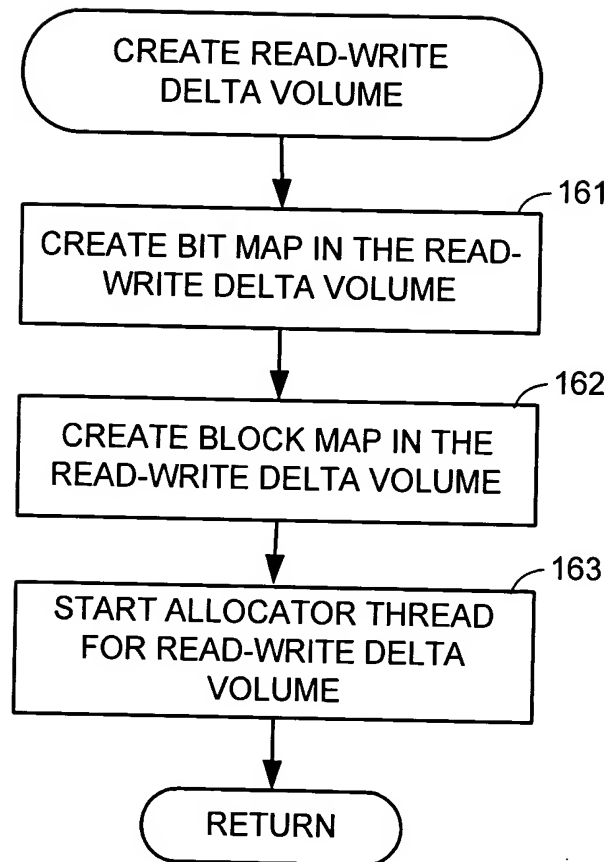 CREATE READ-WRITE
DELTA VOLUME
161
CREATE BIT MAP IN THE READ-
WRITE DELTA VOLUME
162
CREATE BLOCK MAP IN THE
READ-WRITE DELTA VOLUME
163
START ALLOCATOR THREAD
FOR READ-WRITE DELTA
VOLUME
RETURN